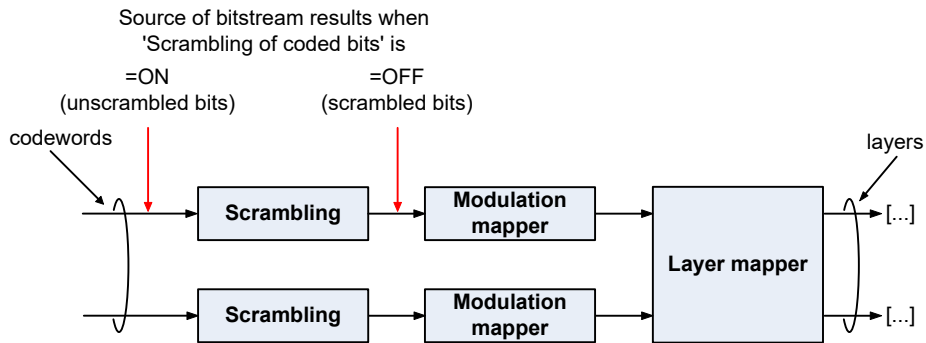 Source of bitstream results when
'Scrambling of coded bits' is
=ON
(unscrambled bits)
=OFF
(scrambled bits)
codewords
layers
Scrambling
Modulation
mapper
Layer mapper
[...]
Scrambling
Modulation
mapper
[...]